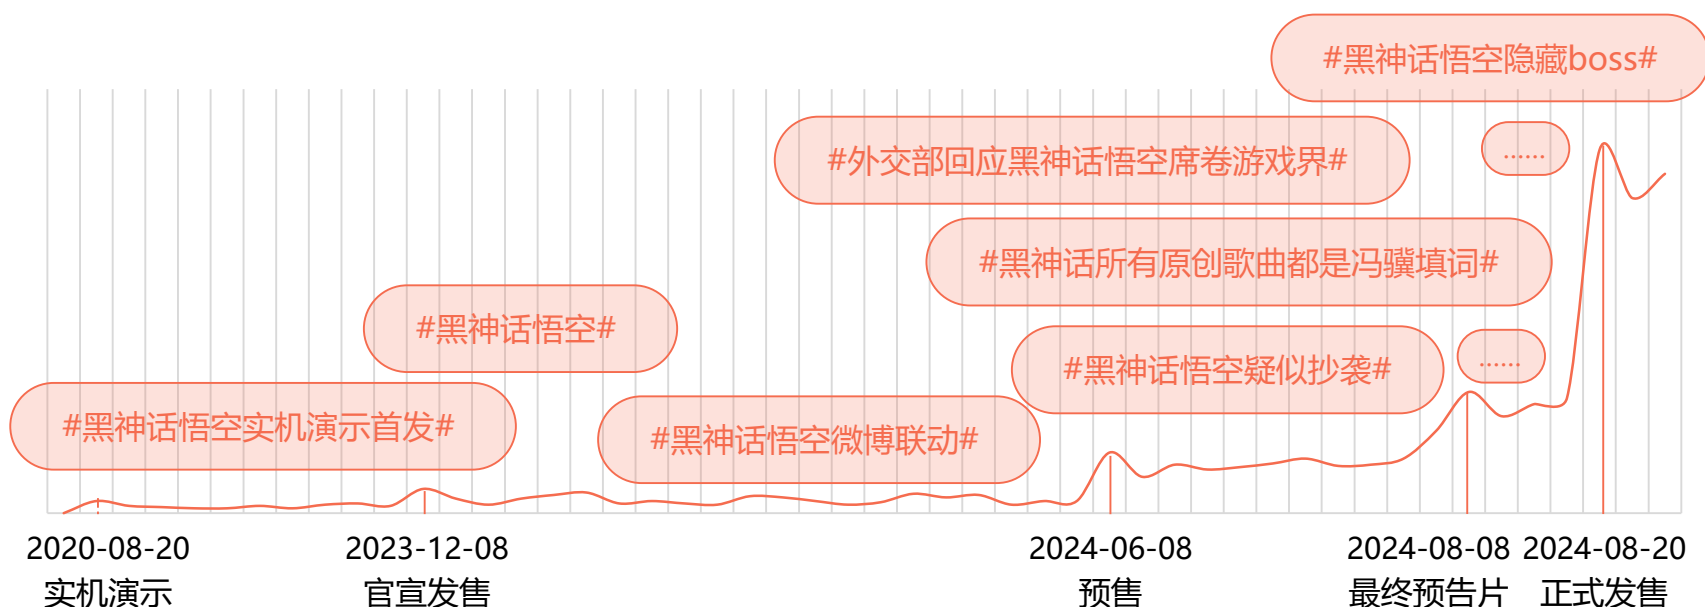 #黑神话悟空隐藏boss#
#外交部回应黑神话悟空席卷游戏界#
......
#黑神话所有原创歌曲都是冯骥填词#
#黑神话悟空#
#黑神话悟空疑似抄袭#
......
#黑神话悟空实机演示首发#
#黑神话悟空微博联动#
2020-08-20
实机演示
2023-12-08
官宣发售
2024-06-08
预售
2024-08-08
最终预告片
2024-08-20
正式发售